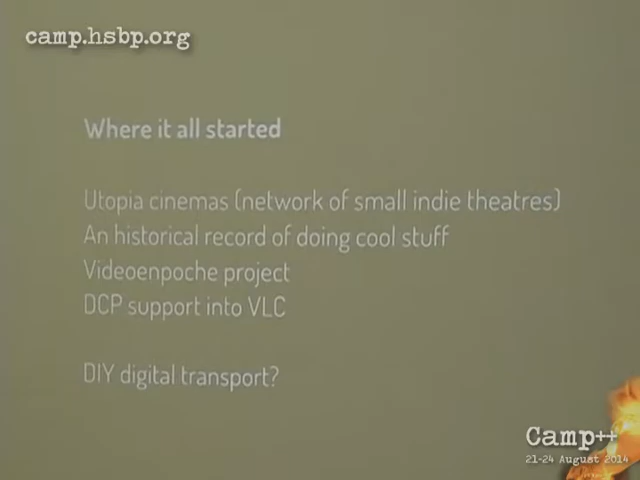 camp.hsbp.org
Where it all started
Utopia cinemas (network of small indie theatres)
An historical record of doing cool stuff
Videoenpoche project
DCP support into VLC
DIY digital transport?
Camp++
21-24 August 2014